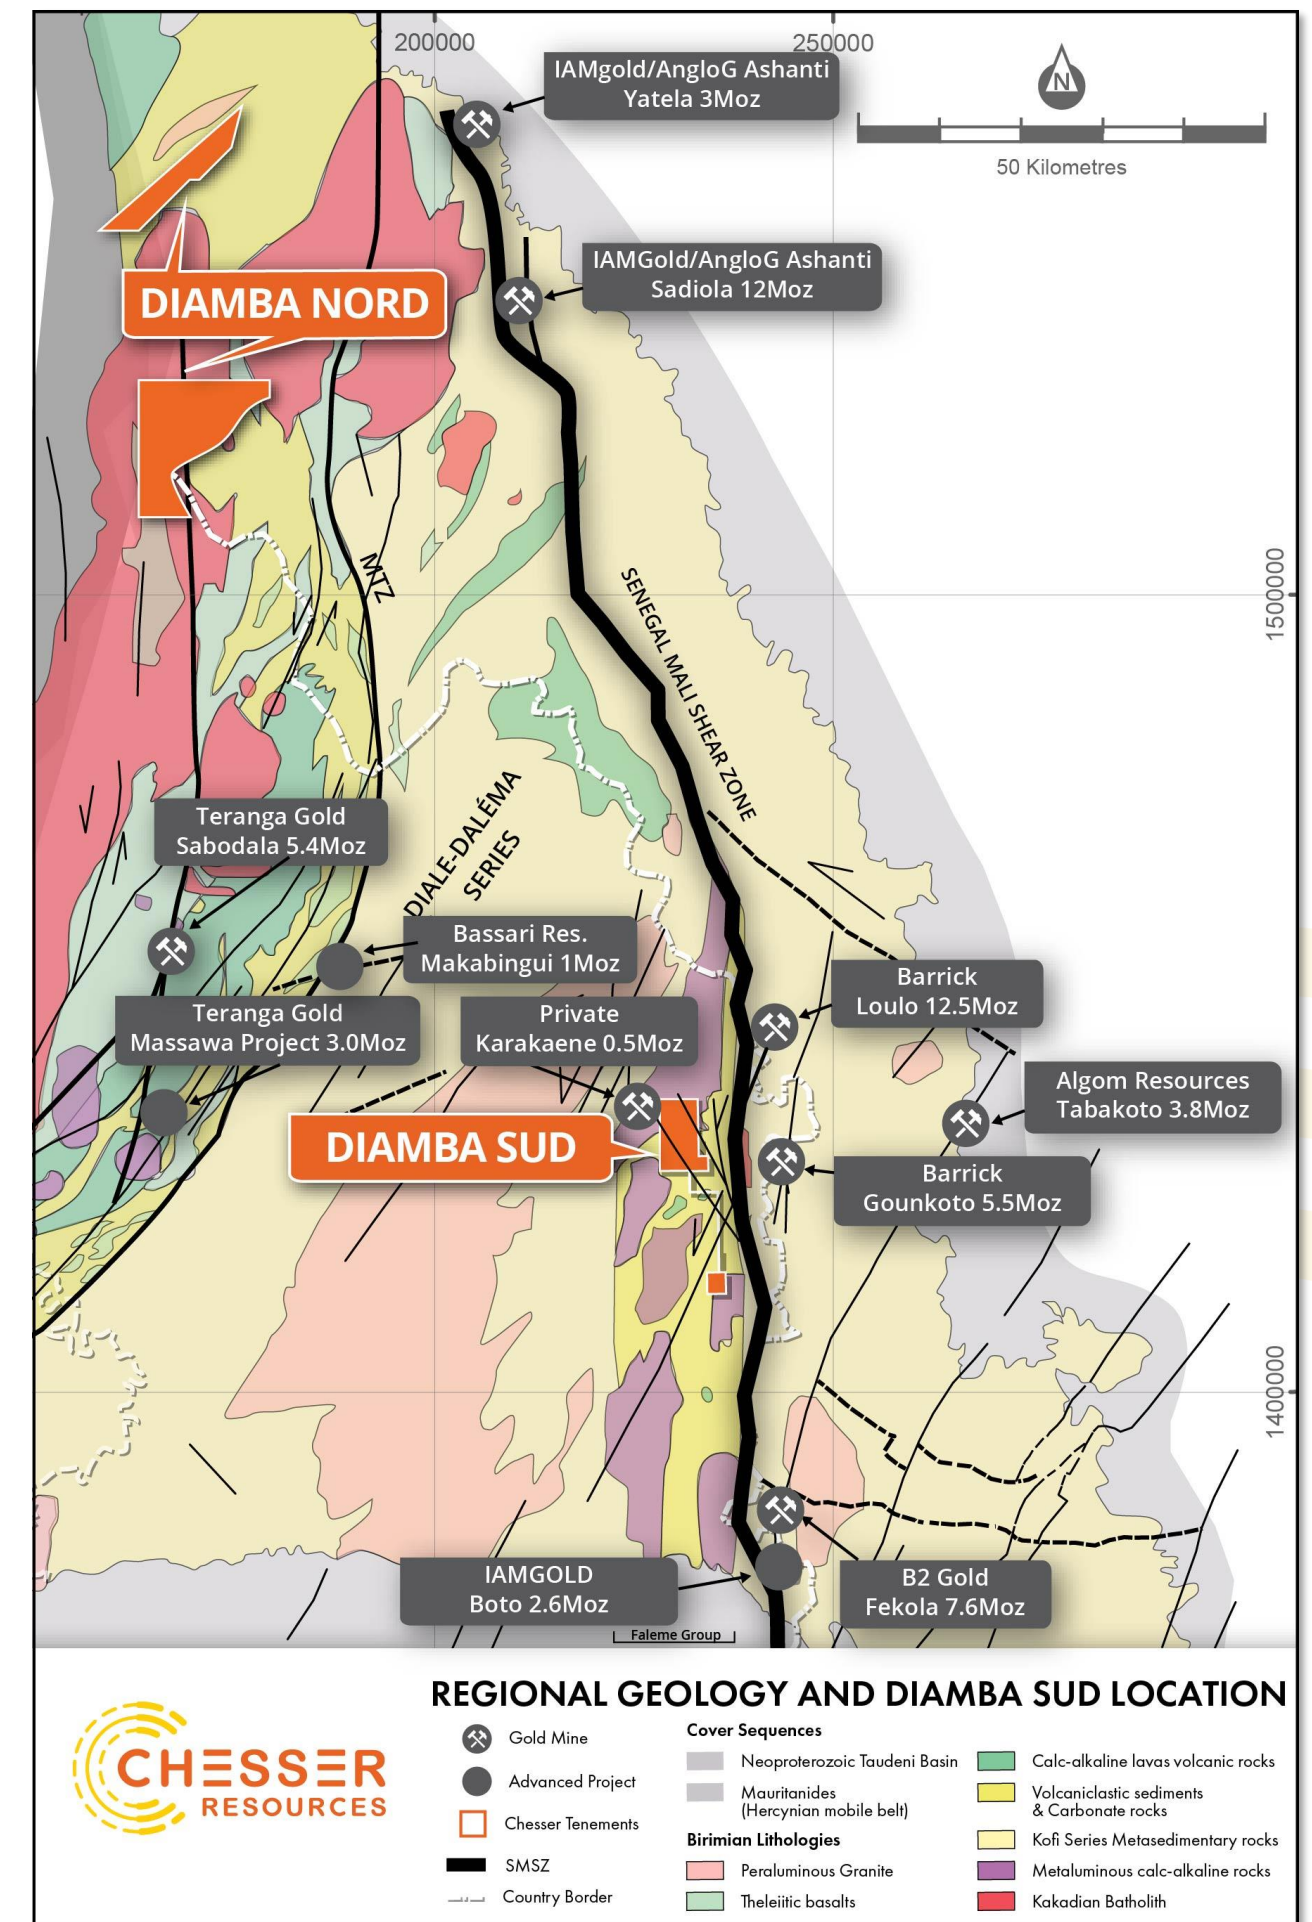 200000
250000
IAMgold/AngloG Ashanti
Yatela 3Moz
N
50 Kilometres
IAMGold/AngloG Ashanti
Sadiola 12Moz
DIAMBA NORD
MTZ
1500000
SENEGAL MALI SHEAR ZONE
DIALE-DALÉMA
SERIES
Teranga Gold
Sabodala 5.4Moz
Bassari Res.
Makabingui 1Moz
Teranga Gold
Massawa Project 3.0Moz
Private
Karakaene 0.5Moz
Barrick
Loulo 12.5Moz
Algom Resources
Tabakoto 3.8Moz
DIAMBA SUD
Barrick
Gounkoto 5.5Moz
1400000
IAMGOLD
Boto 2.6Moz
B2 Gold
Fekola 7.6Moz
Faleme Group
REGIONAL GEOLOGY AND DIAMBA SUD LOCATION
CHESSER
RESOURCES
Gold Mine
Advanced Project
Chesser Tenements
SMSZ
Country Border
Cover Sequences
Neoproterozoic Taudeni Basin
Mauritanides
(Hercynian mobile belt)
Birimian Lithologies
Peraluminous Granite
Theleiitic basalts
Calc-alkaline lavas volcanic rocks
Volcaniclastic sediments
& Carbonate rocks
Kofi Series Metasedimentary rocks
Metaluminous calc-alkaline rocks
Kakadian Batholith